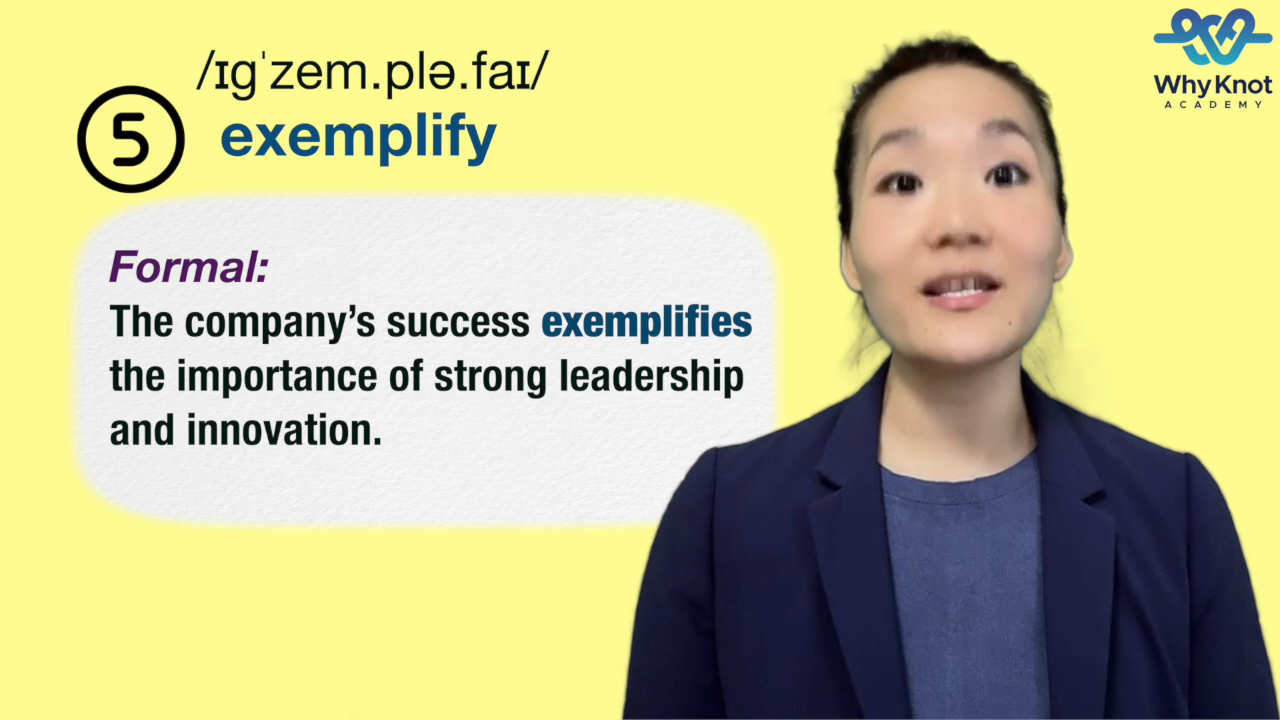 /ɪɡˈzem.plə.faɪ/
5 exemplify
Formal:
The company’s success exemplifies
the importance of strong leadership
and innovation.
Why Knot
ACADEMY